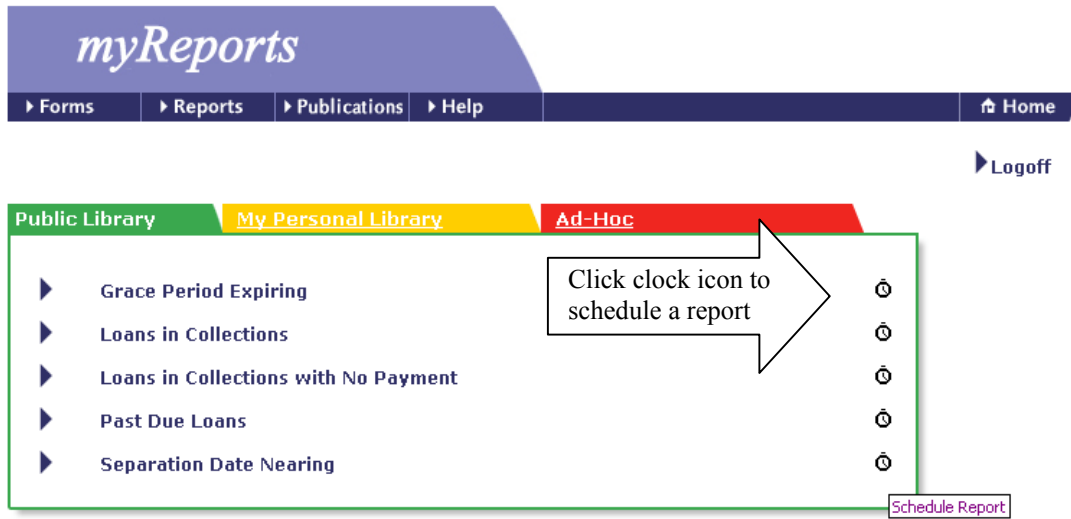 myReports
Forms Reports Publications Help Home
Logoff
Public Library My Personal Library Ad-Hoc
Click clock icon to
schedule a report
Grace Period Expiring
Loans in Collections
Loans in Collections with No Payment
Past Due Loans
Separation Date Nearing
Schedule Report